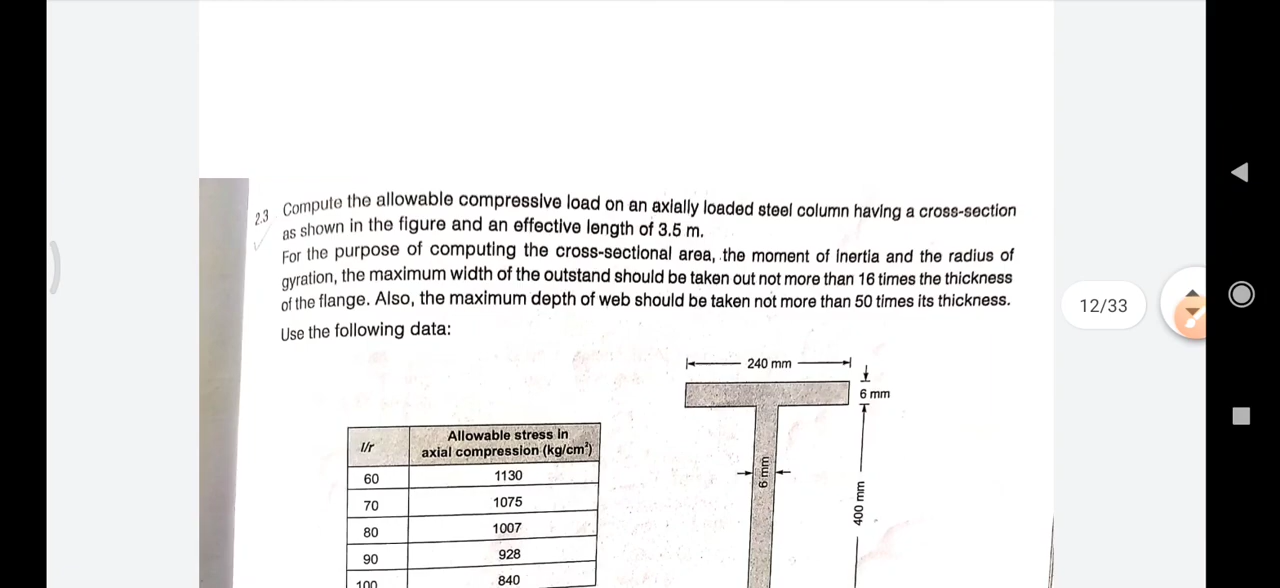 2.3 Compute the allowable compressive load on an axially loaded steel column having a cross-section
as shown in the figure and an effective length of 3.5 m.
For the purpose of computing the cross-sectional area, the moment of inertia and the radius of
gyration, the maximum width of the outstand should be taken out not more than 16 times the thickness
of the flange. Also, the maximum depth of web should be taken not more than 50 times its thickness.
Use the following data:
12/33
240 mm
6 mm
6 mm
400 mm
l/r
Allowable stress in
axial compression (kg/cm²)
60 1130
70 1075
80 1007
90 928
100 840